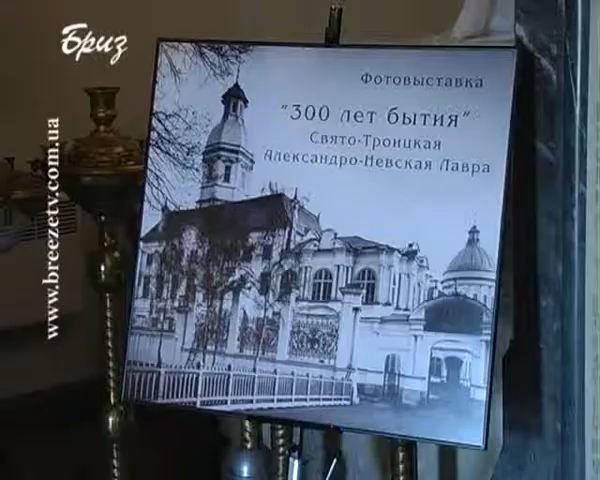 Бриз
www.breezetv.com.ua
Фотовыставка
"300 лет бытия"
Свято-Троицкая
Александро-Невская Лавра